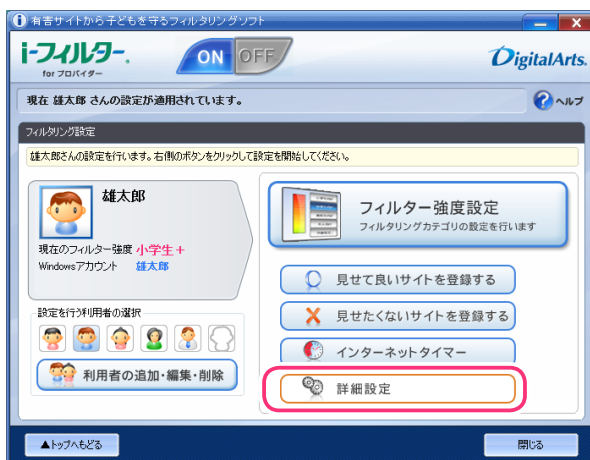 有害サイトから子どもを守るフィルタリングソフト
i-フィルター.
for プロバイダー
ON OFF
DigitalArts.
現在 雄太郎 さんの設定が適用されています。
ヘルプ
フィルタリング設定
雄太郎さんの設定を行います。右側のボタンをクリックして設定を開始してください。
雄太郎
現在のフィルター強度 小学生+
Windowsアカウント 雄太郎
設定を行う利用者の選択
利用者の追加・編集・削除
フィルター強度設定
フィルタリングカテゴリの設定を行います
見せて良いサイトを登録する
見せたくないサイトを登録する
インターネットタイマー
詳細設定
▲トップへもどる
閉じる